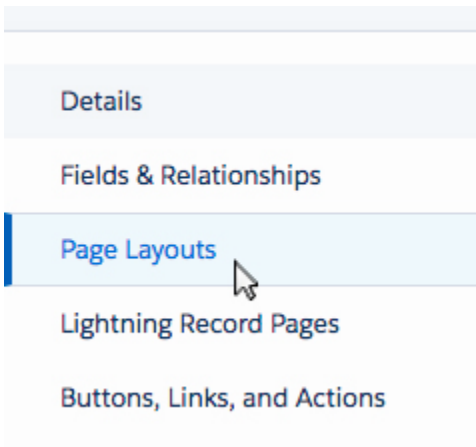 Details
Fields & Relationships
Page Layouts
Lightning Record Pages
Buttons, Links, and Actions